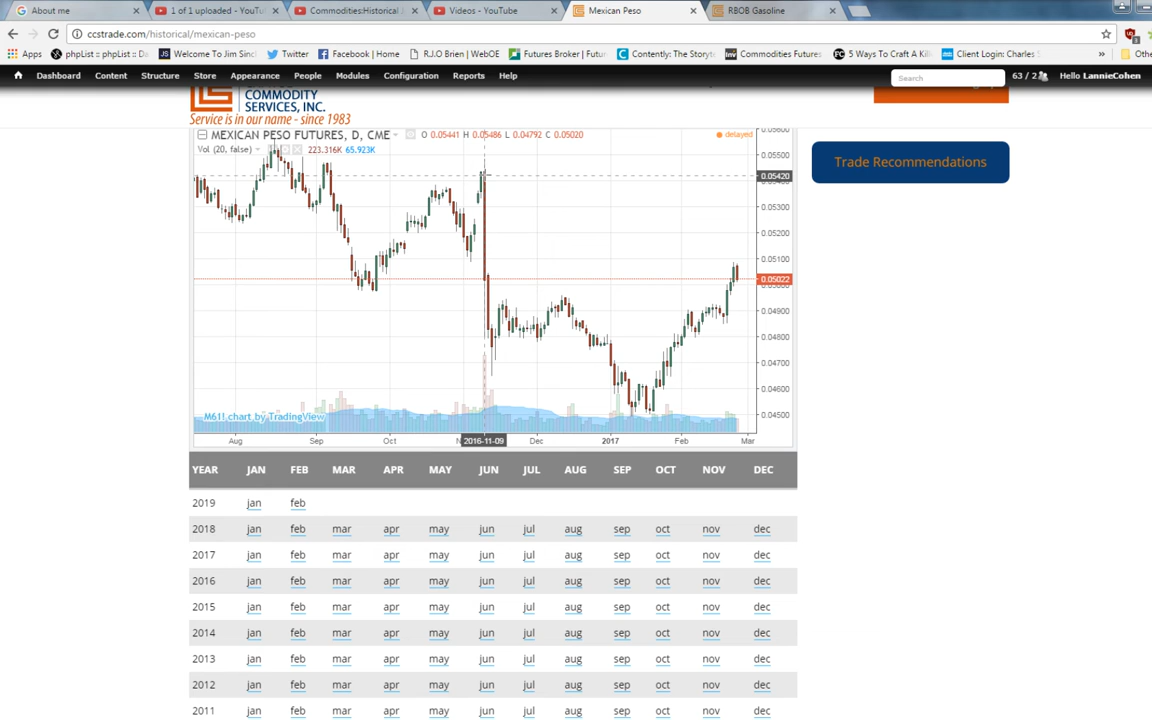 About me
1 of 1 uploaded - YouTu
Commodities:Historical
Videos - YouTube
Mexican Peso
RBOB Gasoline
ccstrade.com/historical/mexican-peso
Apps
phpList :: phpList :: Da
Welcome To Jim Sincl
Twitter
Facebook | Home
R.J.O Brien | WebOE
Futures Broker | Futur
Contently: The Storyt
Commodities Futures
5 Ways To Craft A Kill
Client Login: Charles S
»
Othe
Dashboard
Content
Structure
Store
Appearance
People
Modules
Configuration
Reports
Help
Search
63 / 2
Hello LannieCohen
COMMODITY
SERVICES, INC.
Service is in our name - since 1983
MEXICAN PESO FUTURES, D, CME
O 0.05441 H 0.05486 L 0.04792 C 0.05020
delayed
Vol (20, false)
223.316K 65.923K
0.05600
0.05500
0.05420
0.05300
0.05200
0.05100
0.05022
0.04900
0.04800
0.04700
0.04600
0.04500
M61! chart by TradingView
Aug
Sep
Oct
N
2016-11-09
Dec
2017
Feb
Mar
Trade Recommendations
YEAR JAN FEB MAR APR MAY JUN JUL AUG SEP OCT NOV DEC
2019 jan feb
2018 jan feb mar apr may jun jul aug sep oct nov dec
2017 jan feb mar apr may jun jul aug sep oct nov dec
2016 jan feb mar apr may jun jul aug sep oct nov dec
2015 jan feb mar apr may jun jul aug sep oct nov dec
2014 jan feb mar apr may jun jul aug sep oct nov dec
2013 jan feb mar apr may jun jul aug sep oct nov dec
2012 jan feb mar apr may jun jul aug sep oct nov dec
2011 jan feb mar apr may jun jul aug sep oct nov dec